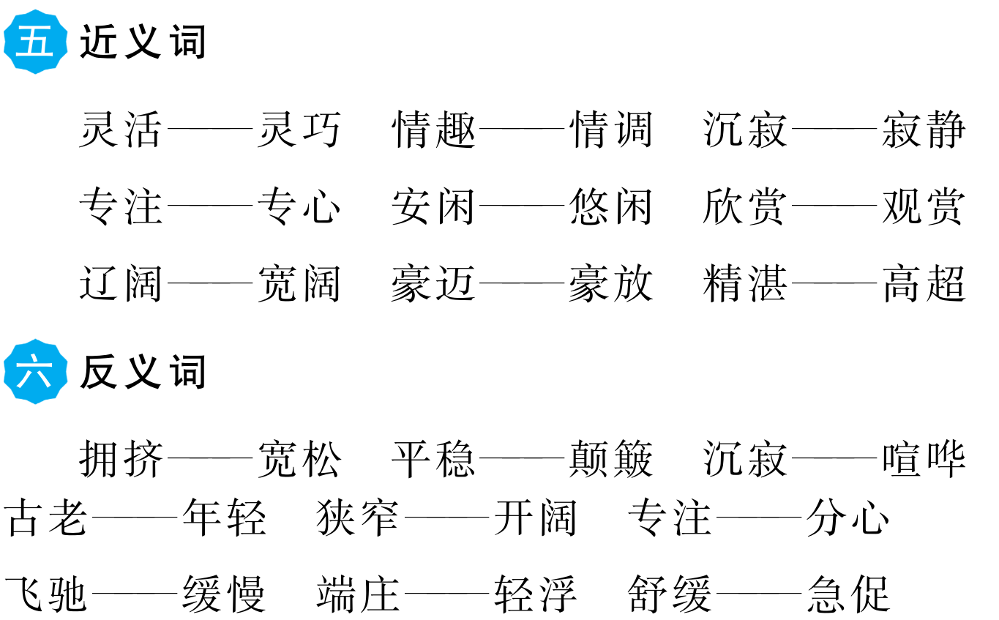 五 近义词
灵活——灵巧 情趣——情调 沉寂——寂静
专注——专心 安闲——悠闲 欣赏——观赏
辽阔——宽阔 豪迈——豪放 精湛——高超
六 反义词
拥挤——宽松 平稳——颠簸 沉寂——喧哗
古老——年轻 狭窄——开阔 专注——分心
飞驰——缓慢 端庄——轻浮 舒缓——急促